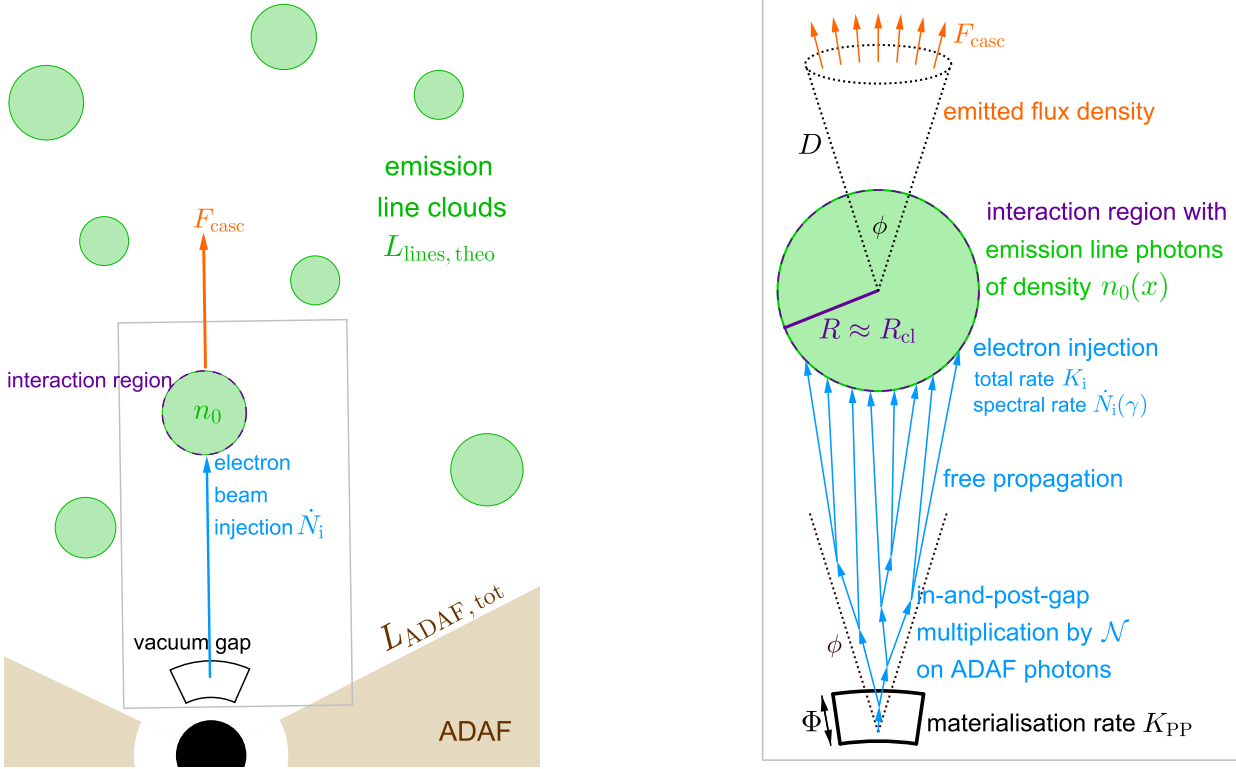 emission
line clouds
L_lines, theo
F_casc
interaction region
n_0
electron
beam
injection Ṅ_i
vacuum gap
L_ADAF, tot
ADAF
F_casc
emitted flux density
D
ϕ
interaction region with
emission line photons
of density n_0(x)
R ≈ R_cl
electron injection
total rate K_i
spectral rate Ṅ_i(γ)
free propagation
in-and-post-gap
multiplication by 𝒩
on ADAF photons
ϕ
Φ
materialisation rate K_PP